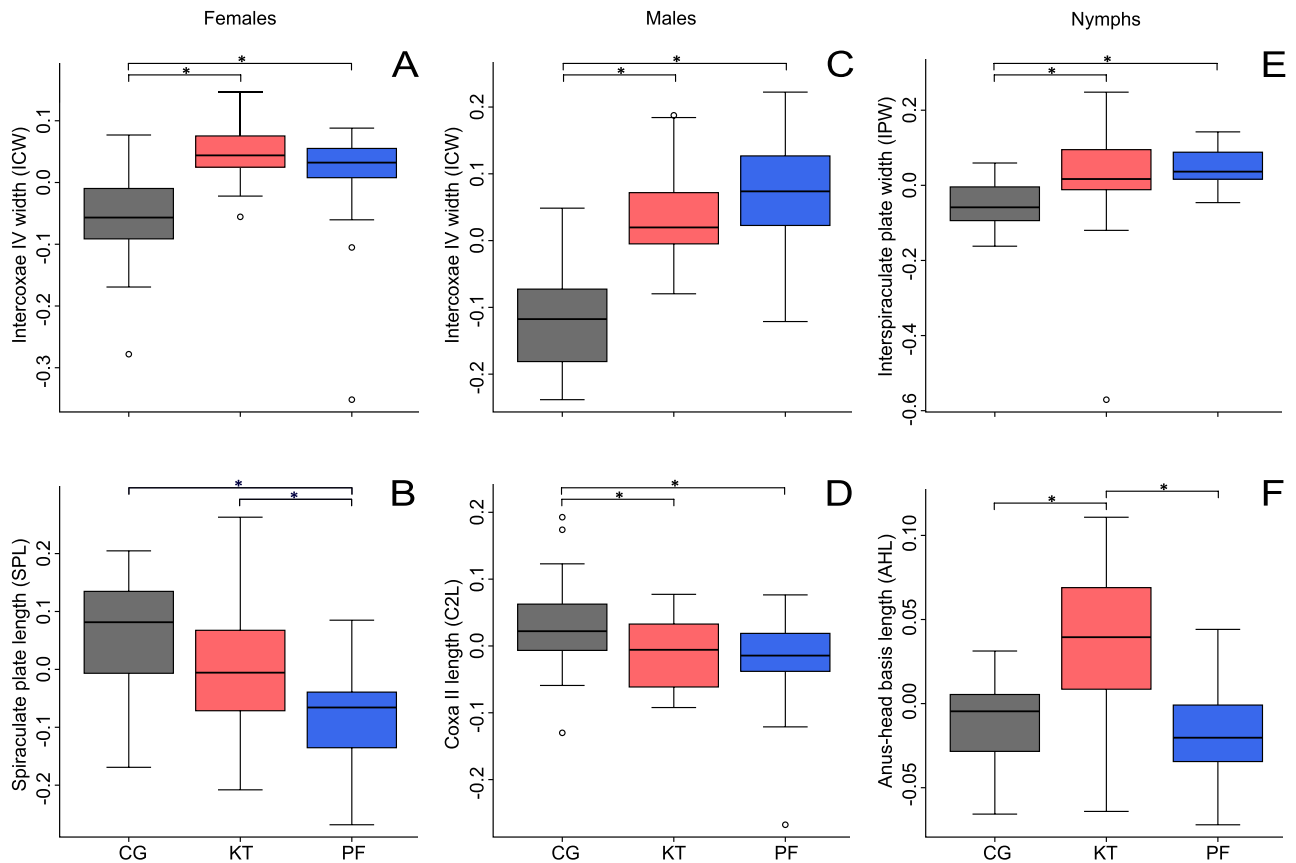 Females
Males
Nymphs
A
C
E
* *
* *
* *
Intercoxae IV width (ICW)
0.1
0.0
-0.1
-0.2
-0.3
Intercoxae IV width (ICW)
0.2
0.1
0.0
-0.1
-0.2
Interspiraculate plate width (IPW)
0.2
0.0
-0.2
-0.4
-0.6
B
D
F
* *
* *
* *
Spiraculate plate length (SPL)
0.2
0.1
0.0
-0.1
-0.2
Coxa II length (C2L)
0.2
0.1
0.0
-0.1
-0.2
Anus-head basis length (AHL)
0.10
0.05
0.00
-0.05
CG KT PF
CG KT PF
CG KT PF